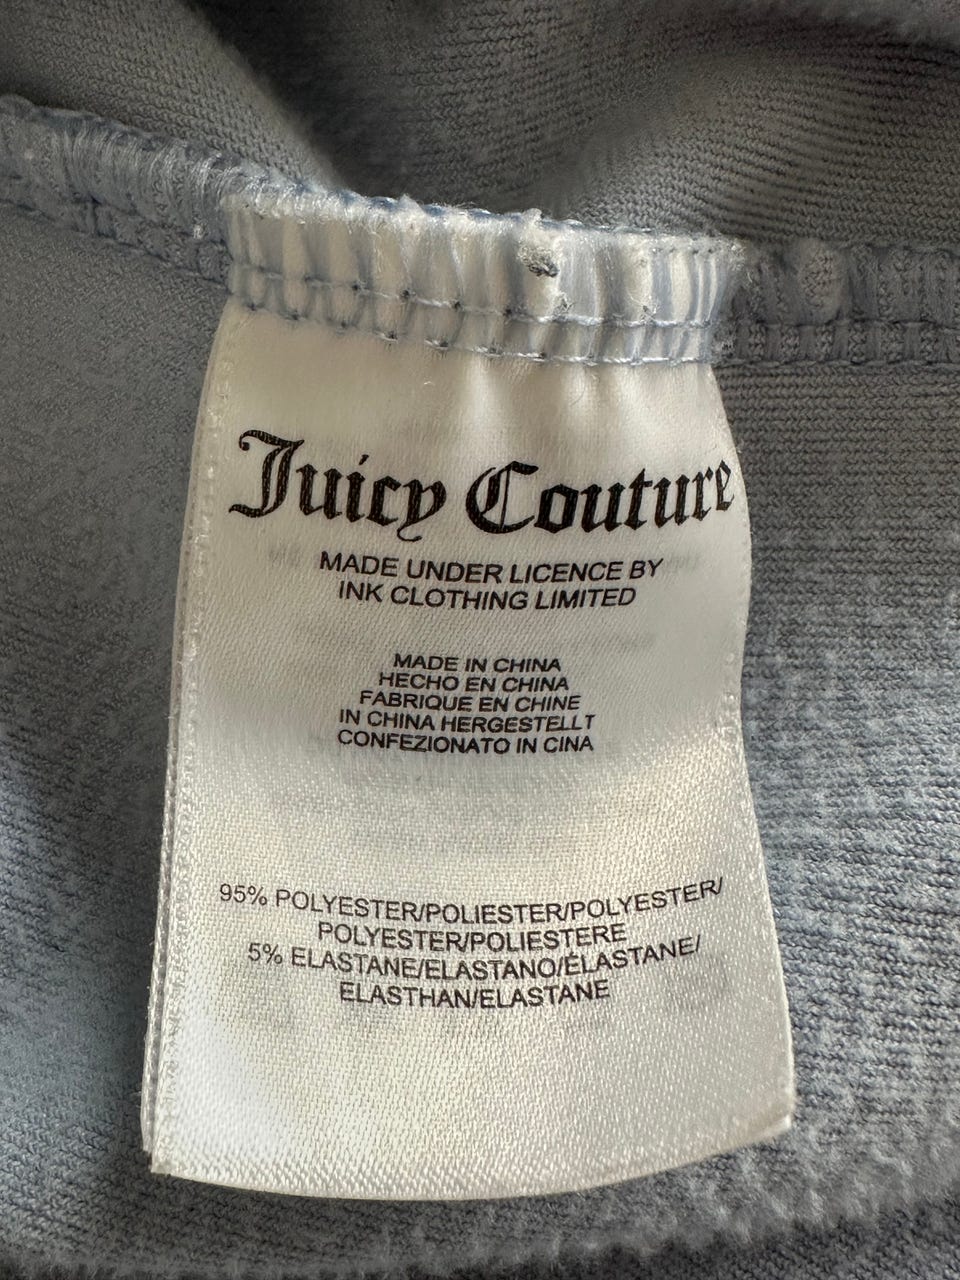 Juicy Couture
MADE UNDER LICENCE BY
INK CLOTHING LIMITED
MADE IN CHINA
HECHO EN CHINA
FABRIQUE EN CHINE
IN CHINA HERGESTELLT
CONFEZIONATO IN CINA
95% POLYESTER/POLIESTER/POLYESTER/
POLYESTER/POLIESTERE
5% ELASTANE/ELASTANO/ÉLASTANE/
ELASTHAN/ELASTANE